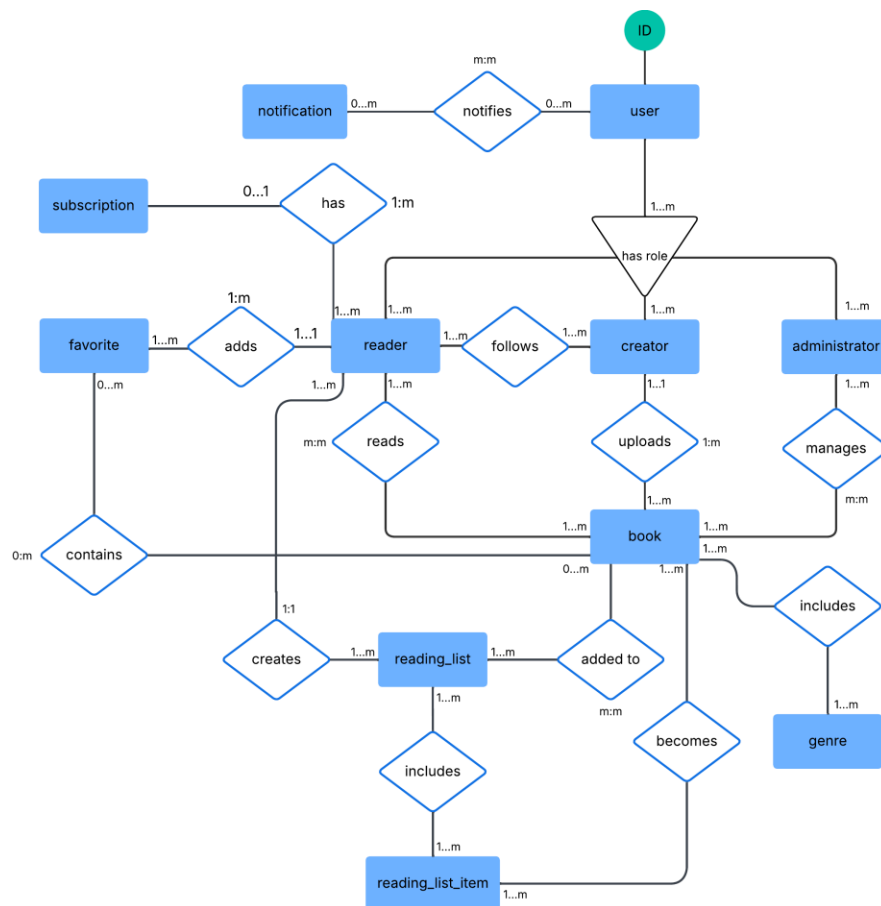 ID
m:m
notification
0...m
notifies
0...m
user
subscription
0...1
has
1:m
1...m
has role
1:m
1...m
1...m
1...m
1...m
favorite
1...m
adds
1...1
reader
1...m
follows
1...m
creator
administrator
0...m
1...m
1...m
1...1
1...m
m:m
reads
uploads
1:m
manages
m:m
1...m
1...m
book
1...m
0:m
contains
0...m
1...m
1...m
1:1
includes
creates
1...m
reading_list
1...m
added to
1...m
m:m
1...m
genre
becomes
includes
1...m
reading_list_item
1...m